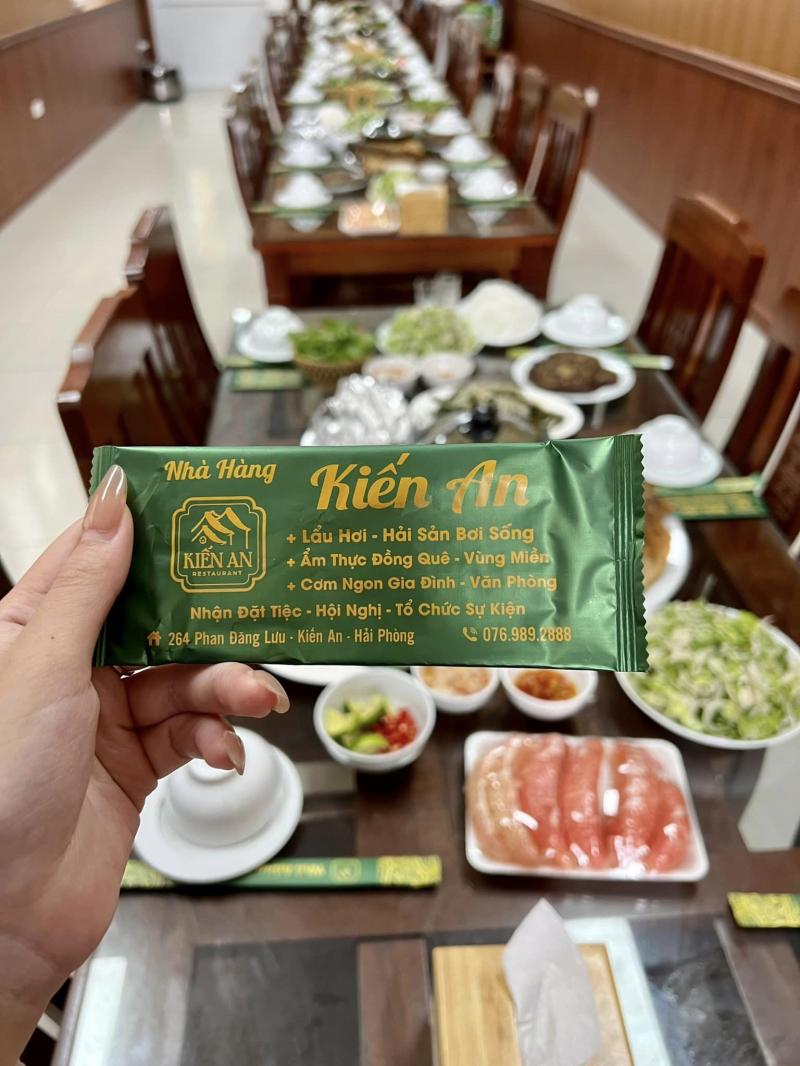 Nhà Hàng Kiến An
KIẾN AN
RESTAURANT
+ Lẩu Hơi - Hải Sản Bơi Sống
+ Ẩm Thực Đồng Quê - Vùng Miền
+ Cơm Ngon Gia Đình - Văn Phòng
Nhận Đặt Tiệc - Hội Nghị - Tổ Chức Sự Kiện
264 Phan Đăng Lưu - Kiến An - Hải Phòng 076.989.2888